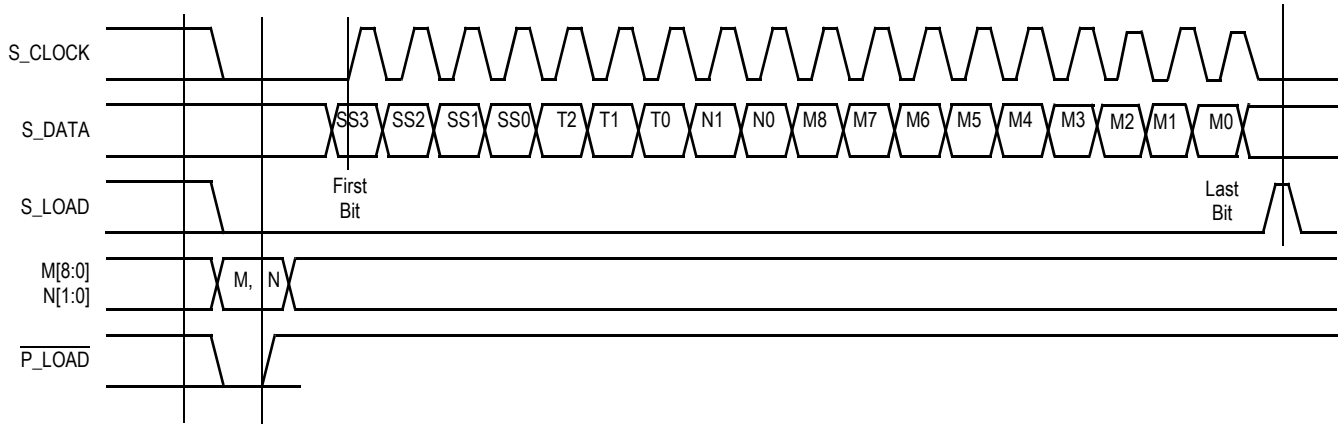 S_CLOCK
S_DATA
SS3 SS2 SS1 SS0 T2 T1 T0 N1 N0 M8 M7 M6 M5 M4 M3 M2 M1 M0
First
Bit
Last
Bit
S_LOAD
M[8:0]
N[1:0]
M, N
P_LOAD